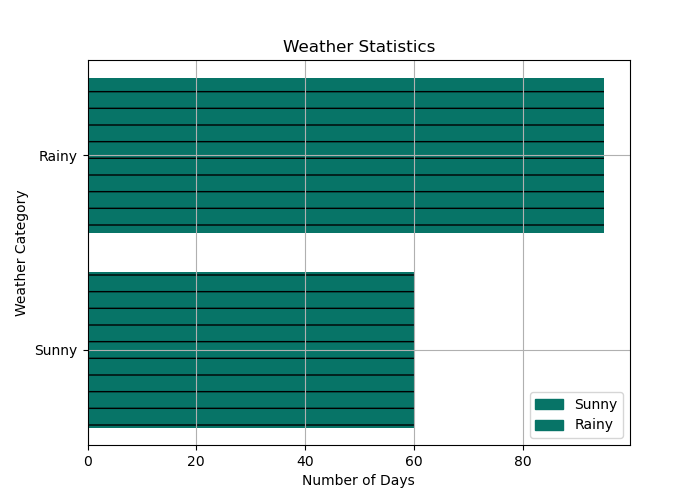 Weather Statistics
Weather Category
Rainy
Sunny
0 20 40 60 80
Number of Days
Sunny
Rainy